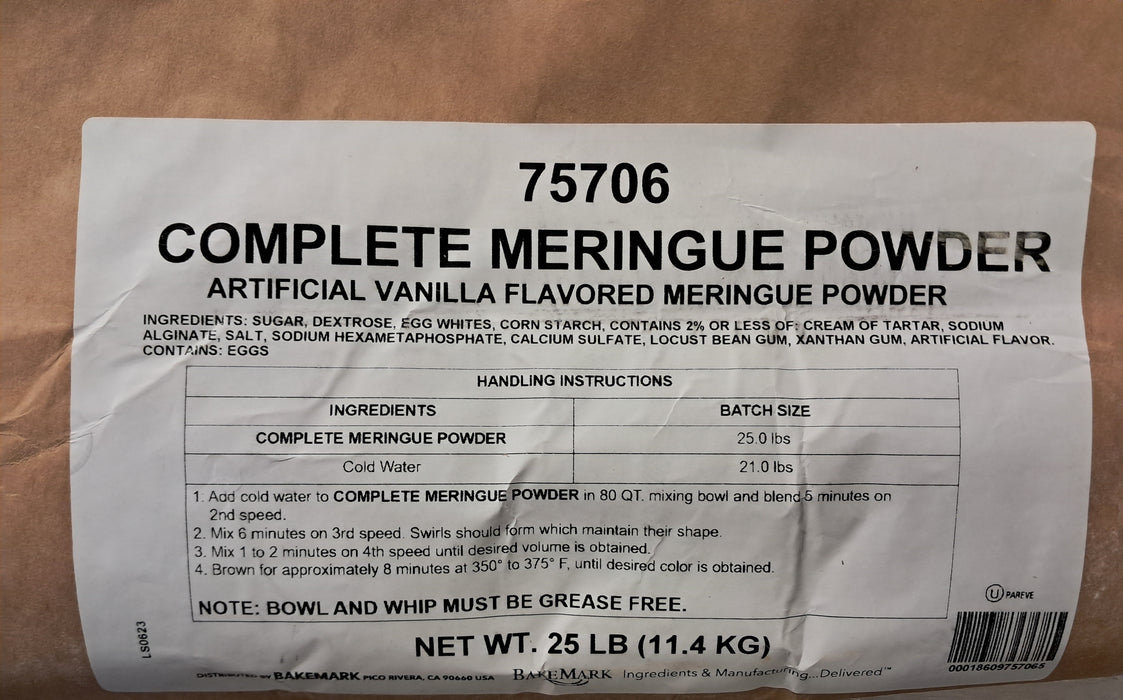 75706
COMPLETE MERINGUE POWDER
ARTIFICIAL VANILLA FLAVORED MERINGUE POWDER
INGREDIENTS: SUGAR, DEXTROSE, EGG WHITES, CORN STARCH, CONTAINS 2% OR LESS OF: CREAM OF TARTAR, SODIUM
ALGINATE, SALT, SODIUM HEXAMETAPHOSPHATE, CALCIUM SULFATE, LOCUST BEAN GUM, XANTHAN GUM, ARTIFICIAL FLAVOR.
CONTAINS: EGGS
HANDLING INSTRUCTIONS
INGREDIENTS BATCH SIZE
COMPLETE MERINGUE POWDER 25.0 lbs
Cold Water 21.0 lbs
1. Add cold water to COMPLETE MERINGUE POWDER in 80 QT. mixing bowl and blend 5 minutes on
2nd speed.
2. Mix 6 minutes on 3rd speed. Swirls should form which maintain their shape.
3. Mix 1 to 2 minutes on 4th speed until desired volume is obtained.
4. Brown for approximately 8 minutes at 350° to 375° F, until desired color is obtained.
NOTE: BOWL AND WHIP MUST BE GREASE FREE.
U PAREVE
LS0623
NET WT. 25 LB (11.4 KG)
00018609757065
DISTRIBUTED BY BAKEMARK PICO RIVERA, CA 90660 USA BAKEMARK Ingredients & Manufacturing...Delivered™